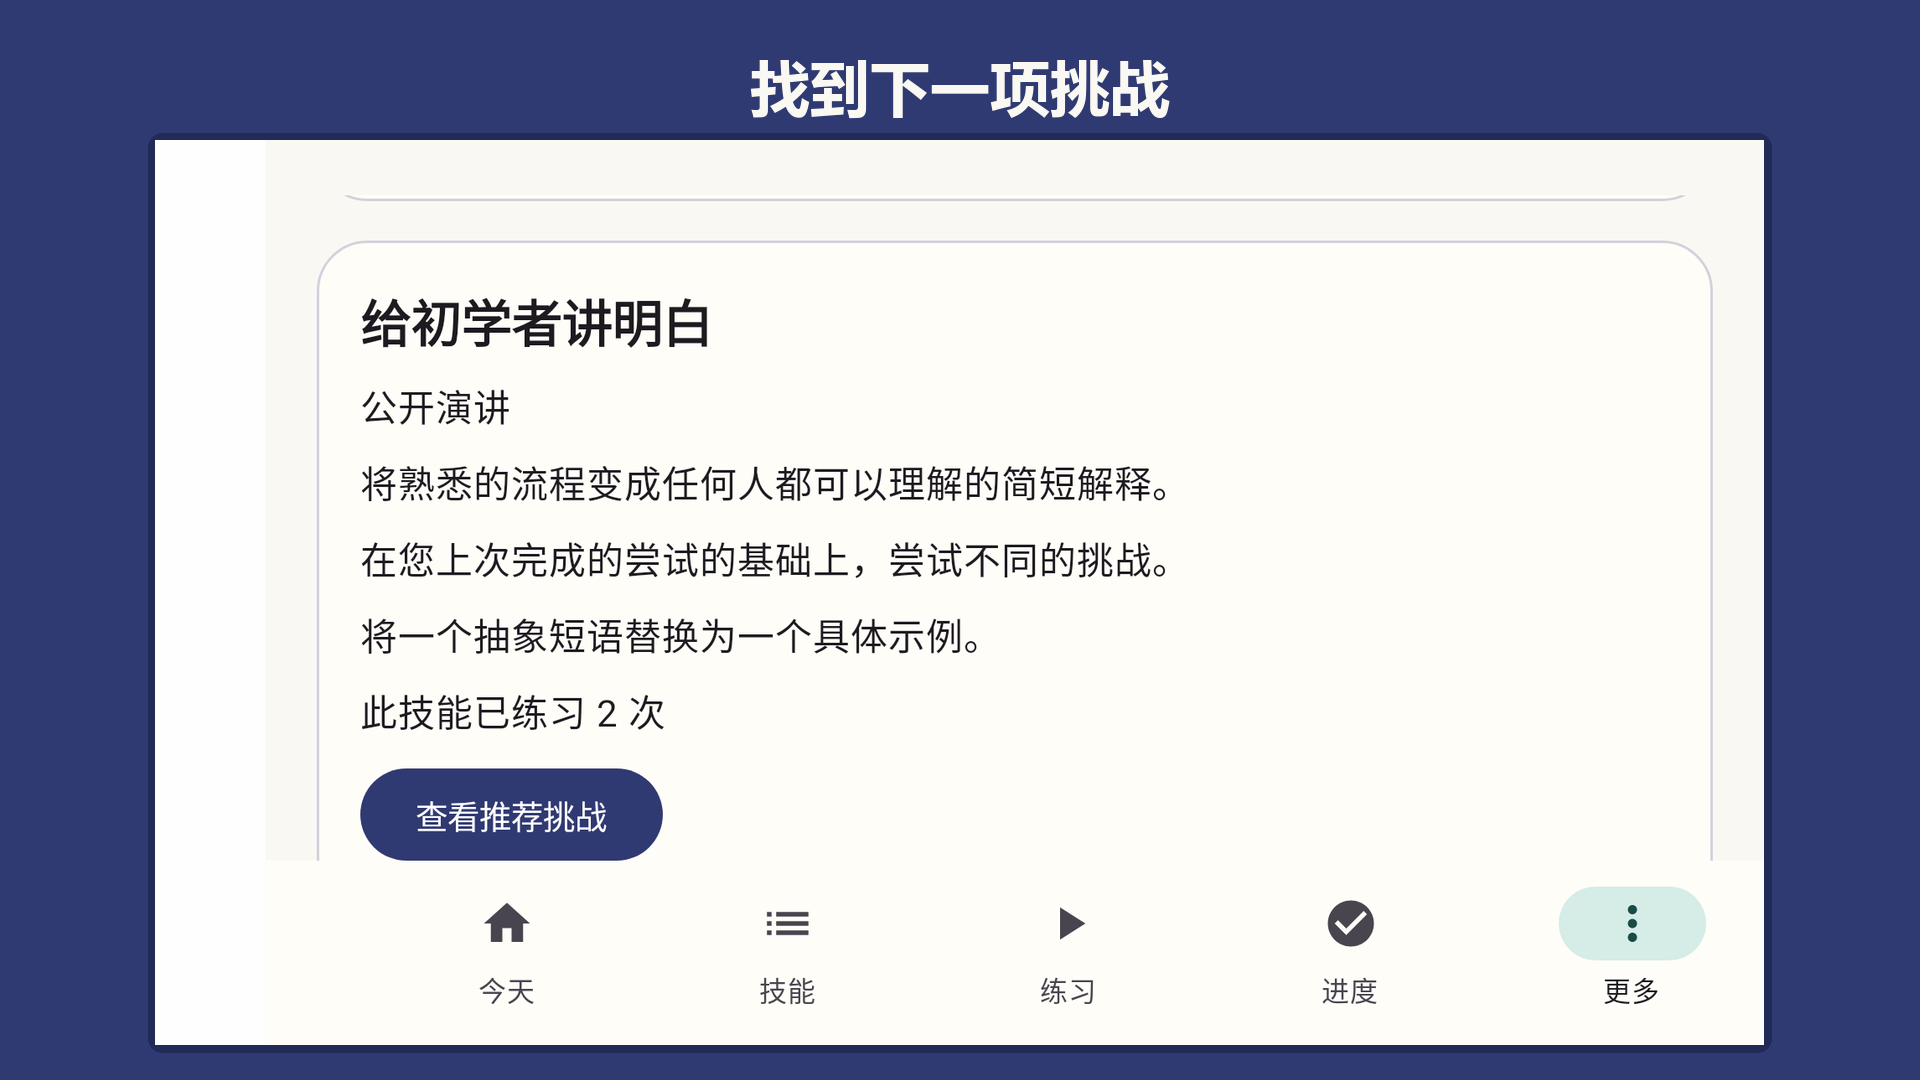 找到下一项挑战
给初学者讲明白
公开演讲
将熟悉的流程变成任何人都可以理解的简短解释。
在您上次完成的尝试的基础上，尝试不同的挑战。
将一个抽象短语替换为一个具体示例。
此技能已练习 2 次
查看推荐挑战
今天
技能
练习
进度
更多